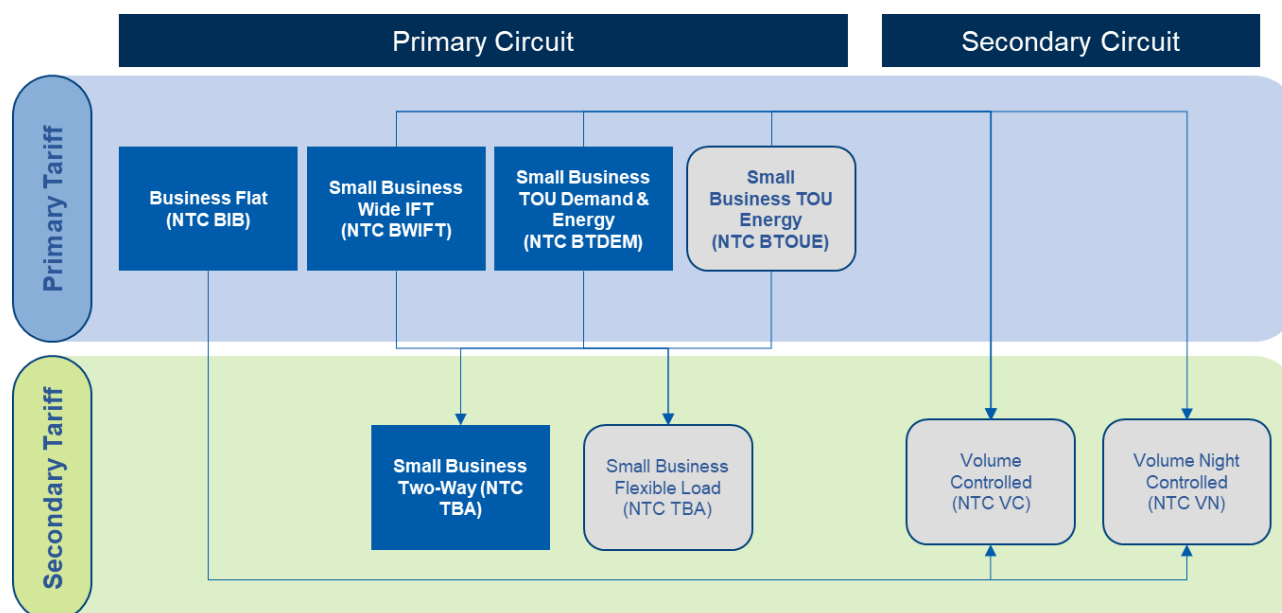 Primary Circuit
Secondary Circuit
Primary Tariff
Business Flat
(NTC BIB)
Small Business
Wide IFT
(NTC BWIFT)
Small Business
TOU Demand &
Energy
(NTC BTDEM)
Small
Business TOU
Energy
(NTC BTOUE)
Secondary Tariff
Small Business
Two-Way (NTC
TBA)
Small Business
Flexible Load
(NTC TBA)
Volume
Controlled
(NTC VC)
Volume Night
Controlled
(NTC VN)